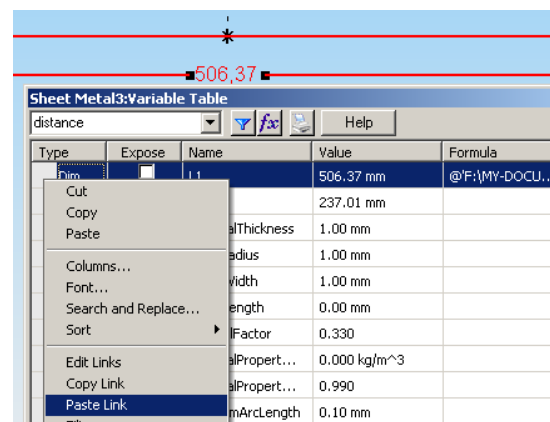 506,37
Sheet Metal3:Variable Table
distance Help
Type Expose Name Value Formula
Dim L1 506.37 mm @'F:\MY-DOCU...
Cut 237.01 mm
Copy
Paste alThickness 1.00 mm
adius 1.00 mm
Columns... Width 1.00 mm
Font...
Search and Replace... ength 0.00 mm
Sort lFactor 0.330
Edit Links alPropert... 0.000 kg/m^3
Copy Link alPropert... 0.990
Paste Link mArcLength 0.10 mm